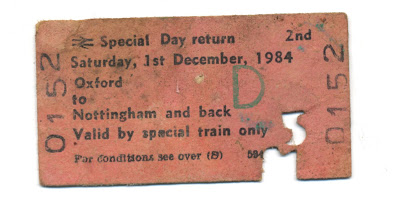 Special Day return 2nd
Saturday, 1st December, 1984
Oxford
to
Nottingham and back
Valid by special train only
For conditions see over (B)
0152
0152
D